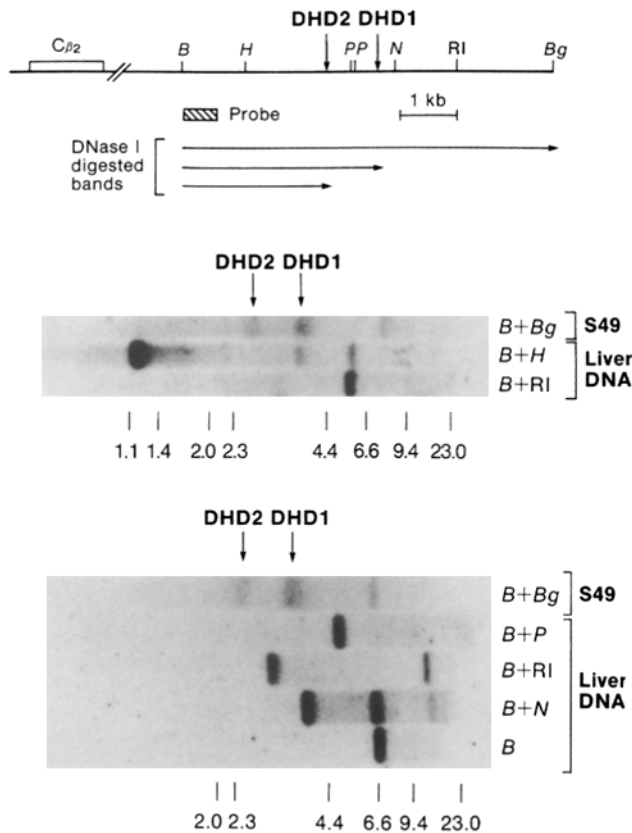 DHD2 DHD1
Cβ2 B H P P N RI Bg
Probe
1 kb
DNase I
digested
bands
DHD2 DHD1
B+Bg S49
B+H
B+RI
Liver
DNA
1.1 1.4 2.0 2.3 4.4 6.6 9.4 23.0
DHD2 DHD1
B+Bg S49
B+P
B+RI
B+N
B
Liver
DNA
2.0 2.3 4.4 6.6 9.4 23.0